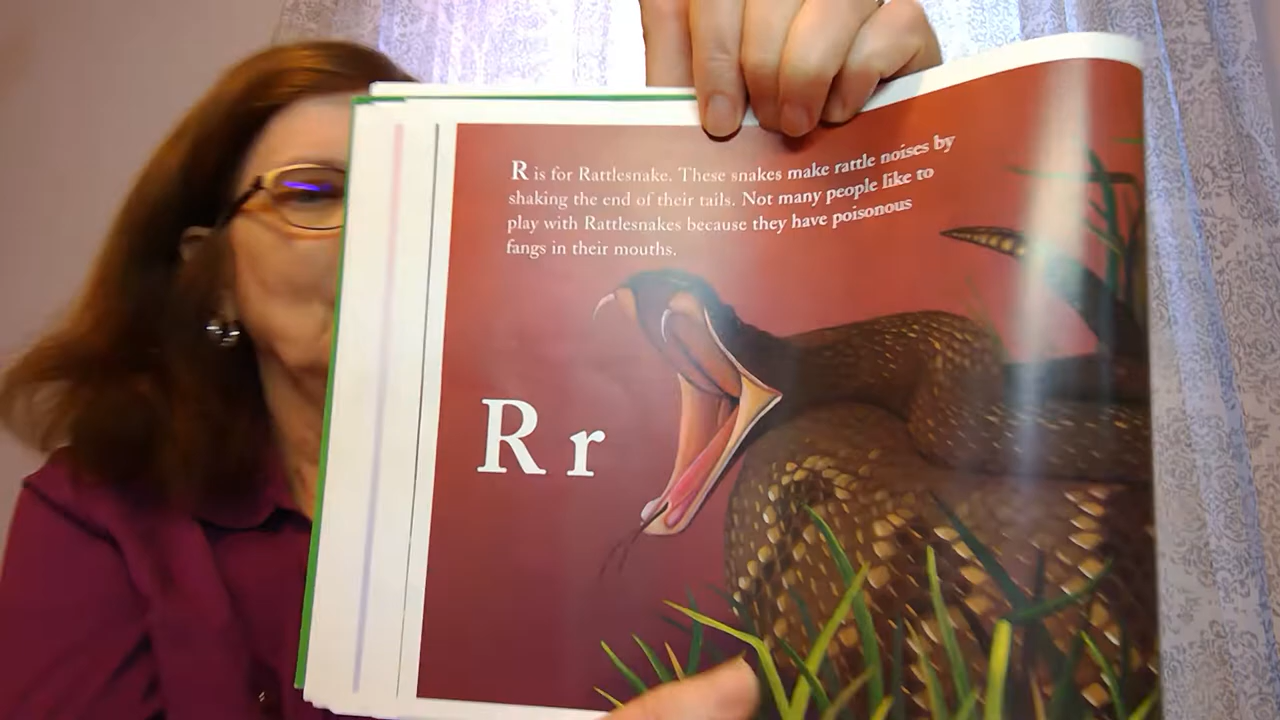 R is for Rattlesnake. These snakes make rattle noises by
shaking the end of their tails. Not many people like to
play with Rattlesnakes because they have poisonous
fangs in their mouths.
R r